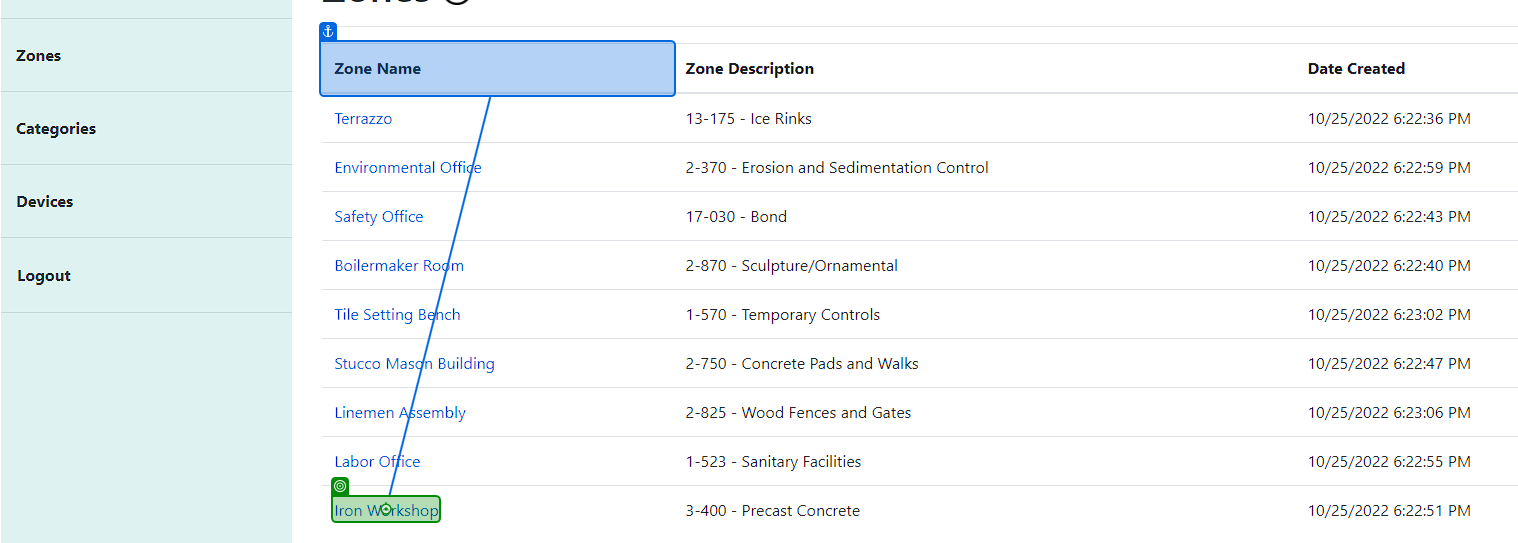 Zones
Zones
Categories
Devices
Logout
Zone Name Zone Description Date Created
Terrazzo 13-175 - Ice Rinks 10/25/2022 6:22:36 PM
Environmental Office 2-370 - Erosion and Sedimentation Control 10/25/2022 6:22:59 PM
Safety Office 17-030 - Bond 10/25/2022 6:22:43 PM
Boilermaker Room 2-870 - Sculpture/Ornamental 10/25/2022 6:22:40 PM
Tile Setting Bench 1-570 - Temporary Controls 10/25/2022 6:23:02 PM
Stucco Mason Building 2-750 - Concrete Pads and Walks 10/25/2022 6:22:47 PM
Linemen Assembly 2-825 - Wood Fences and Gates 10/25/2022 6:23:06 PM
Labor Office 1-523 - Sanitary Facilities 10/25/2022 6:22:55 PM
Iron Workshop 3-400 - Precast Concrete 10/25/2022 6:22:51 PM